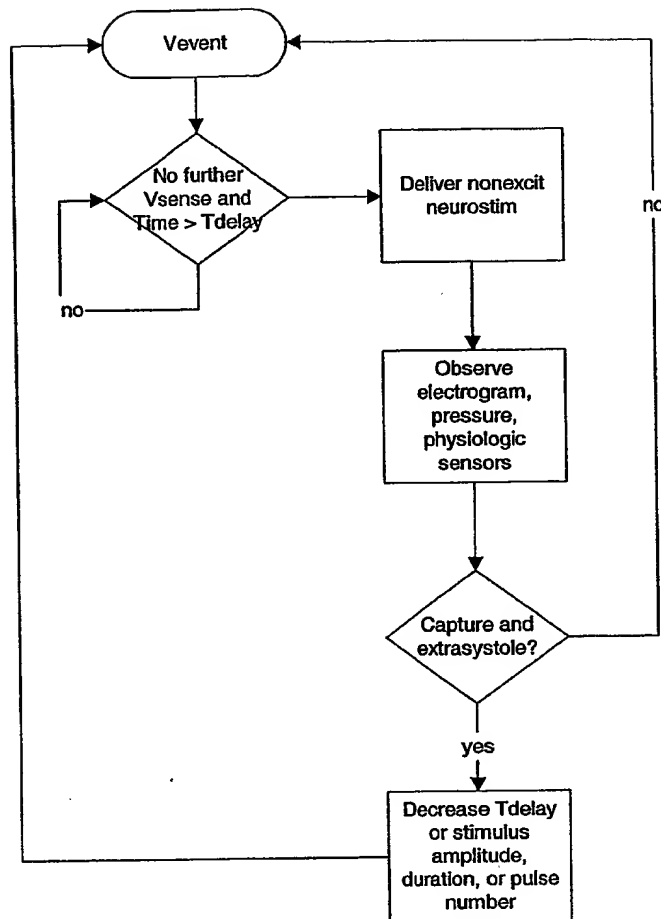 Vevent
No further
Vsense and
Time > Tdelay
no
Deliver nonexcit
neurostim
no
Observe
electrogram,
pressure,
physiologic
sensors
Capture and
extrasystole?
yes
Decrease Tdelay
or stimulus
amplitude,
duration, or pulse
number